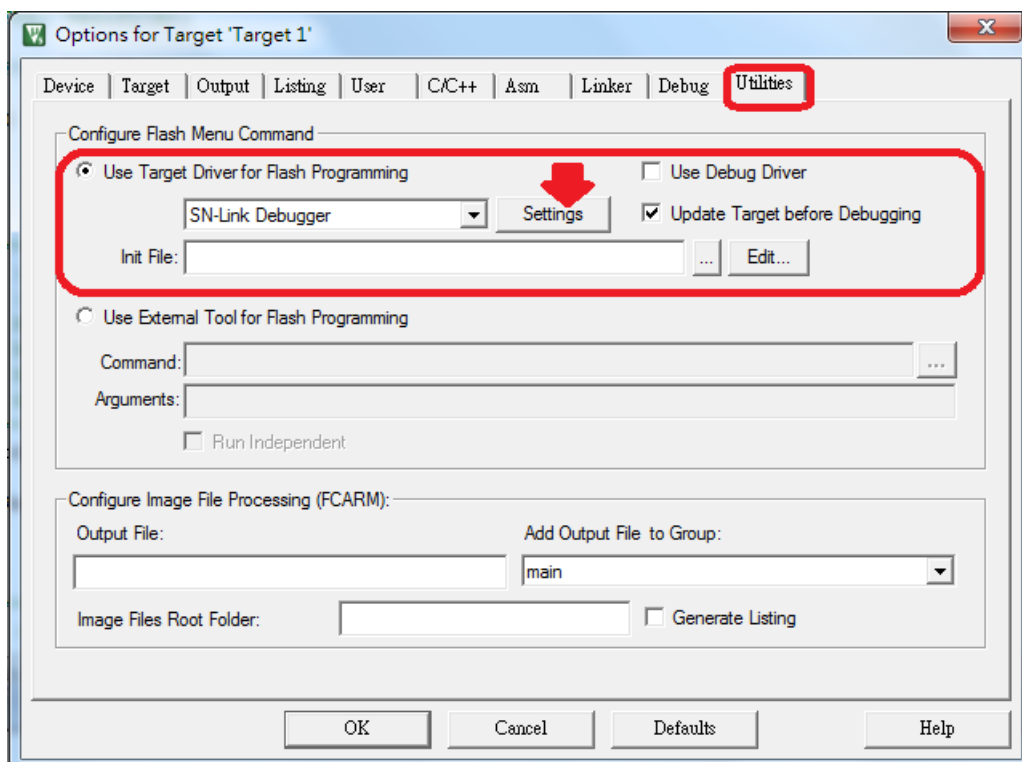 Options for Target 'Target 1'
Device Target Output Listing User C/C++ Asm Linker Debug Utilities
Configure Flash Menu Command
Use Target Driver for Flash Programming Use Debug Driver
SN-Link Debugger Settings Update Target before Debugging
Init File: ... Edit...
Use External Tool for Flash Programming
Command: ...
Arguments:
Run Independent
Configure Image File Processing (FCARM):
Output File: Add Output File to Group:
main
Image Files Root Folder: Generate Listing
OK Cancel Defaults Help